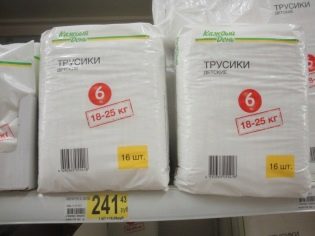 Каждый
День
ТРУСИКИ
ДЕТСКИЕ
6
18-25 КГ
16 шт.
Каждый
День
ТРУСИКИ
ДЕТСКИЕ
6
18-25 КГ
16 шт.
241 43